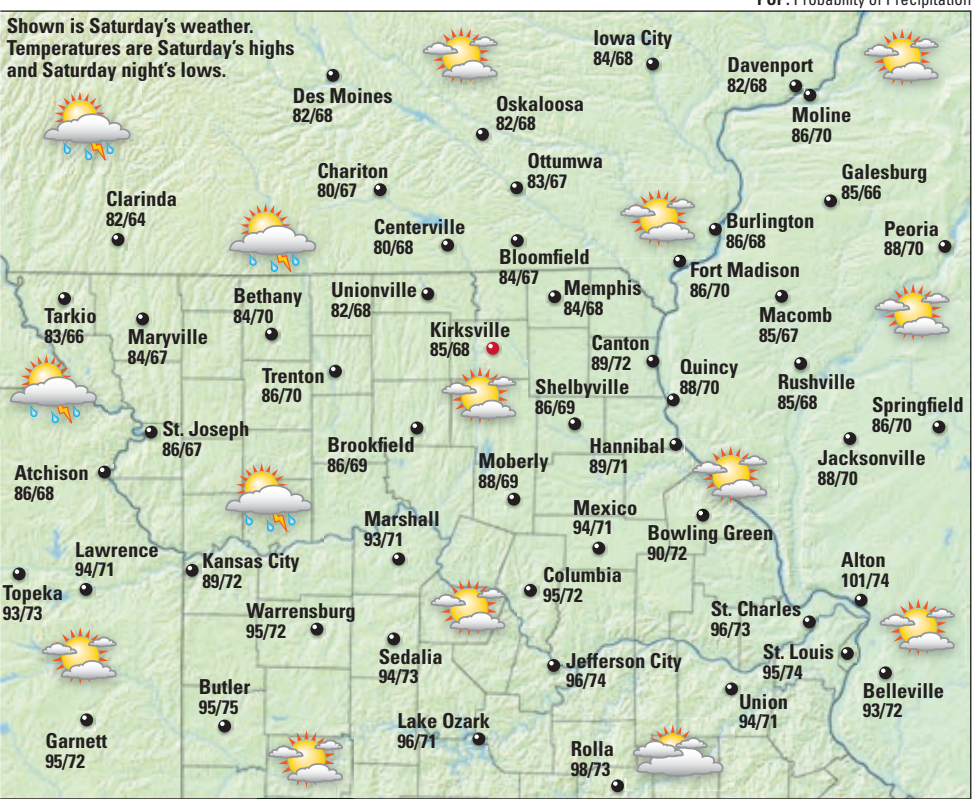 POP: Probability of Precipitation
Shown is Saturday's weather.
Temperatures are Saturday's highs
and Saturday night's lows.
Iowa City
84/68
Davenport
82/68
Des Moines
82/68
Oskaloosa
82/68
Moline
86/70
Chariton
80/67
Ottumwa
83/67
Galesburg
85/66
Clarinda
82/64
Centerville
80/68
Burlington
86/68
Peoria
88/70
Bloomfield
84/67
Fort Madison
86/70
Tarkio
83/66
Maryville
84/67
Bethany
84/70
Unionville
82/68
Memphis
84/68
Macomb
85/67
Kirksville
85/68
Canton
89/72
Trenton
86/70
Shelbyville
86/69
Quincy
88/70
Rushville
85/68
Springfield
86/70
St. Joseph
86/67
Brookfield
86/69
Hannibal
89/71
Jacksonville
88/70
Atchison
86/68
Moberly
88/69
Mexico
94/71
Bowling Green
90/72
Marshall
93/71
Lawrence
94/71
Kansas City
89/72
Topeka
93/73
Columbia
95/72
Alton
101/74
Warrensburg
95/72
St. Charles
96/73
Sedalia
94/73
Jefferson City
96/74
St. Louis
95/74
Butler
95/75
Union
94/71
Belleville
93/72
Garnett
95/72
Lake Ozark
96/71
Rolla
98/73